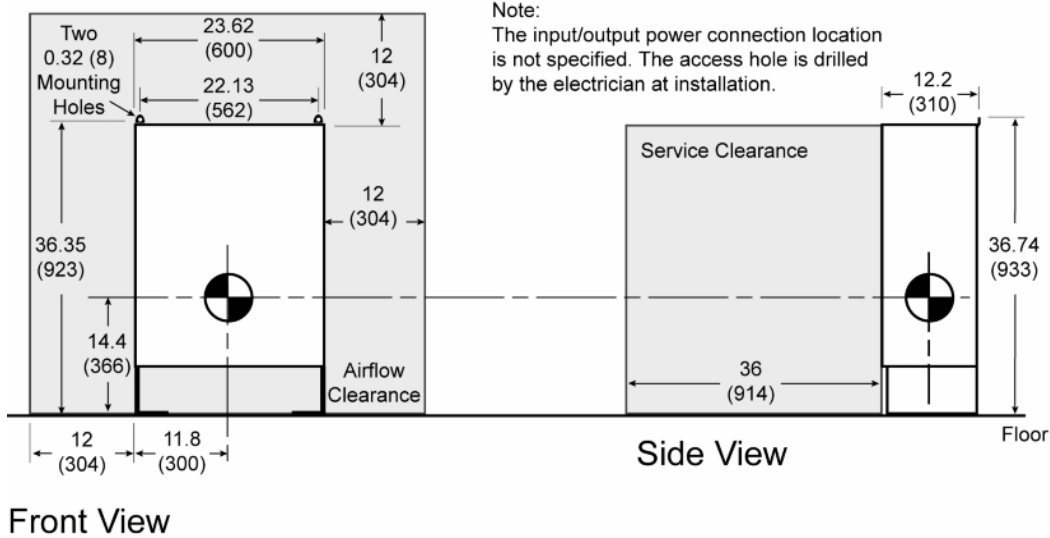 Two
0.32 (8)
Mounting
Holes
23.62
(600)
22.13
(562)
12
(304)
12
(304)
36.35
(923)
14.4
(366)
Airflow
Clearance
12
(304)
11.8
(300)
Front View
Note:
The input/output power connection location
is not specified. The access hole is drilled
by the electrician at installation.
12.2
(310)
Service Clearance
36.74
(933)
36
(914)
Floor
Side View